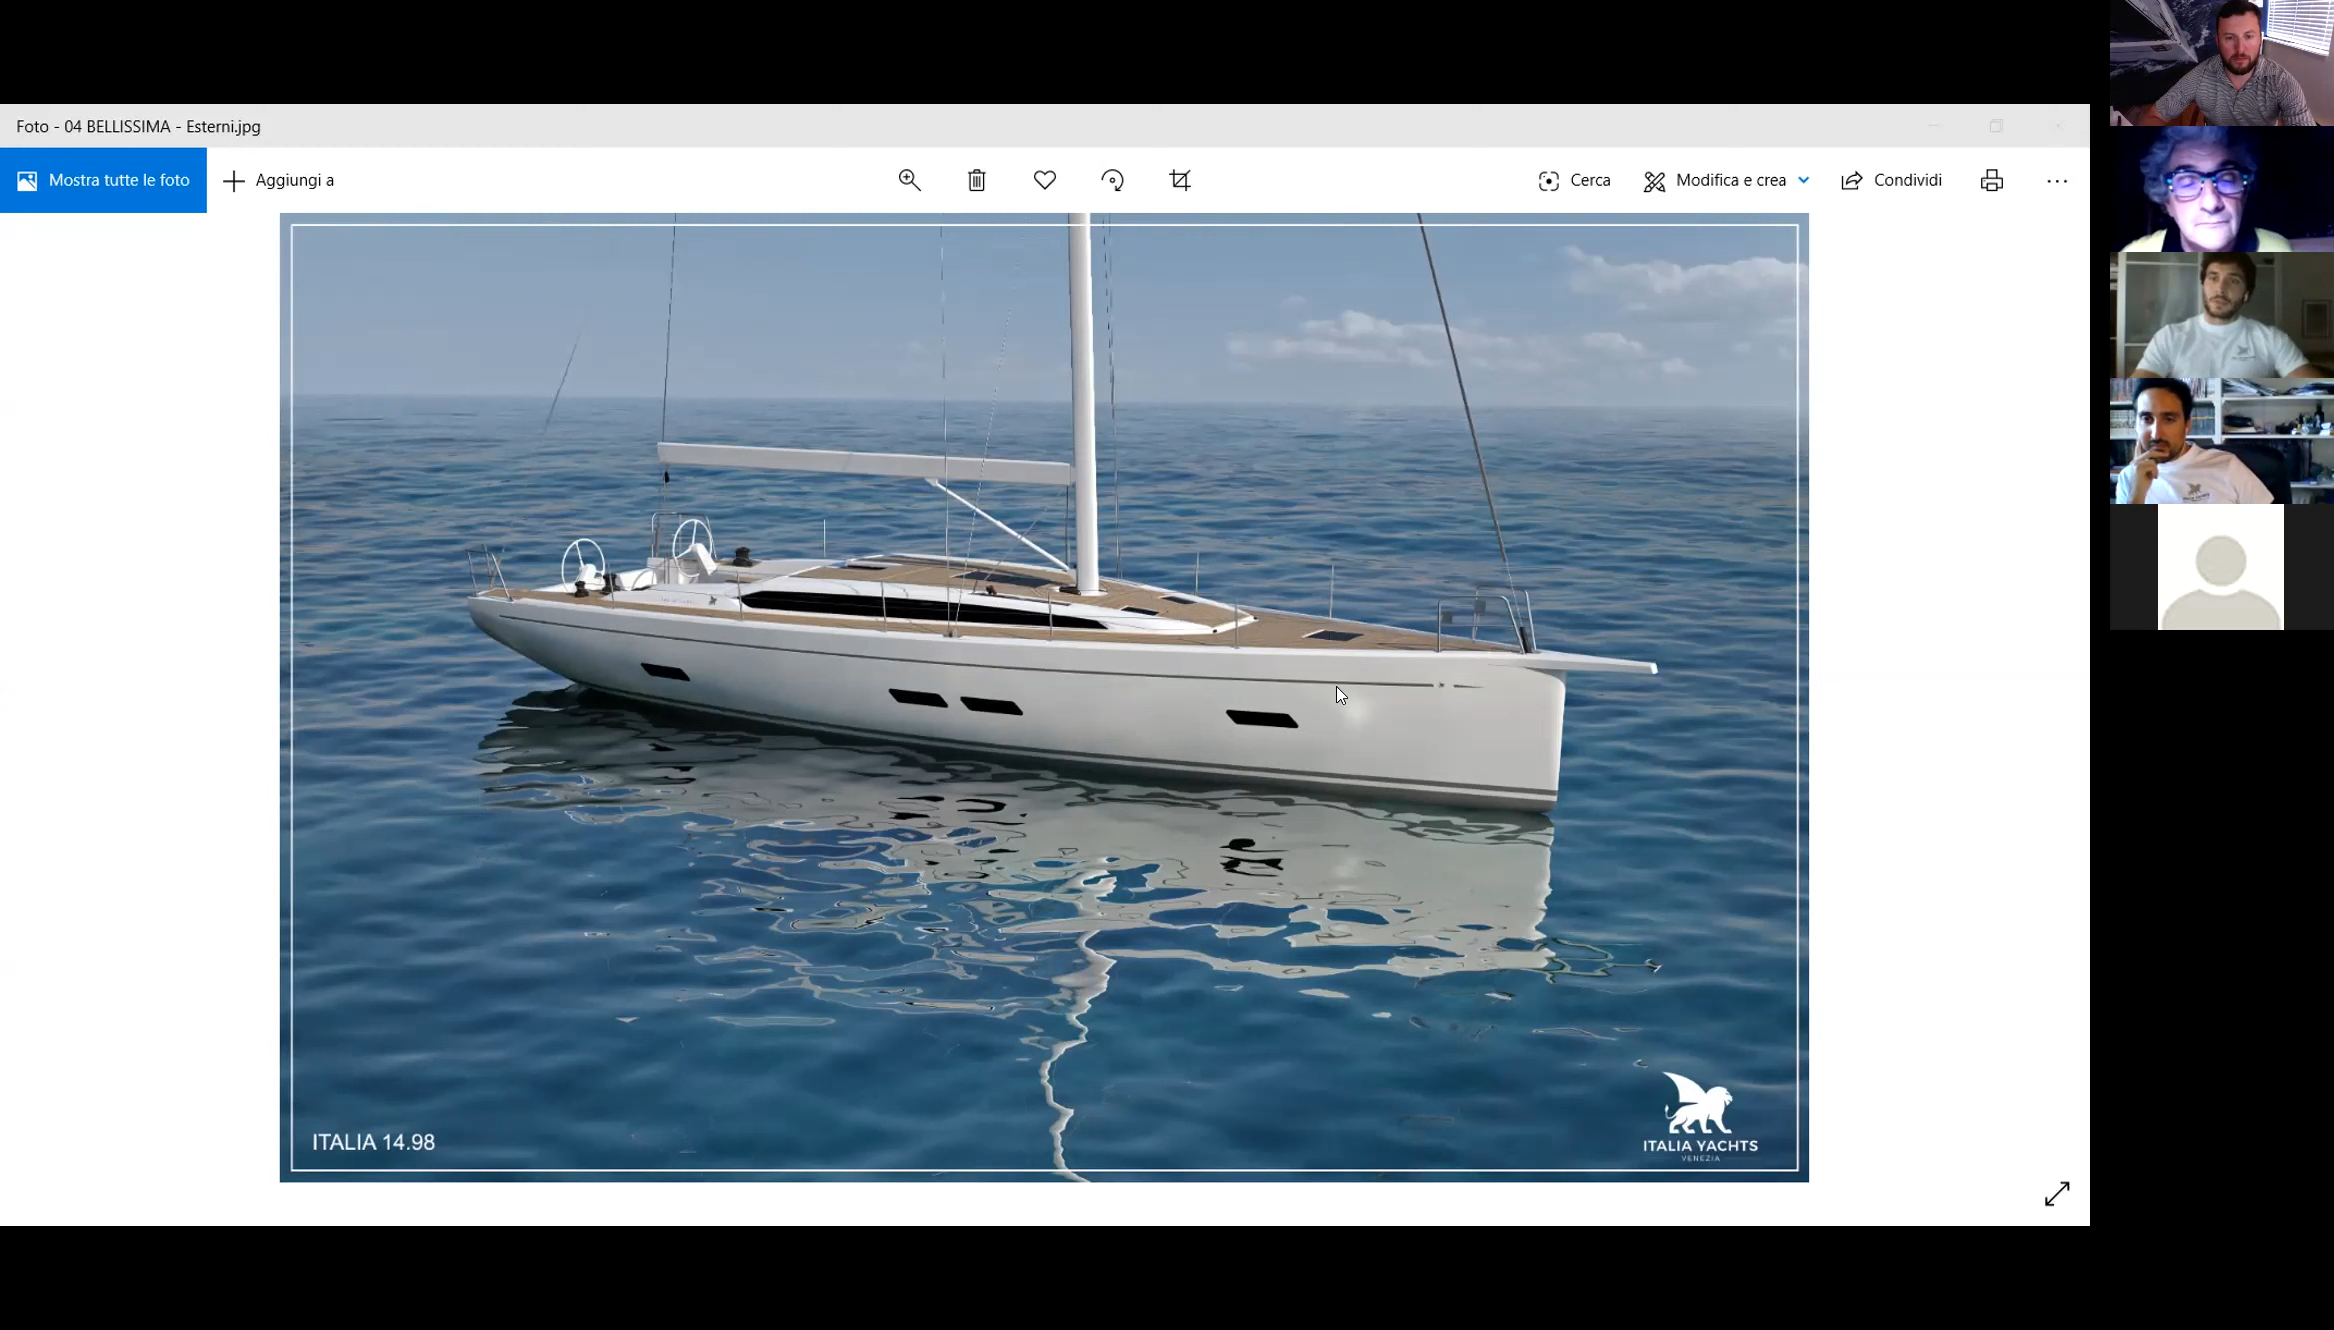 Foto - 04 BELLISSIMA - Esterni.jpg
Mostra tutte le foto
Aggiungi a
Cerca
Modifica e crea
Condividi
ITALIA 14.98
ITALIA YACHTS
VENEZIA